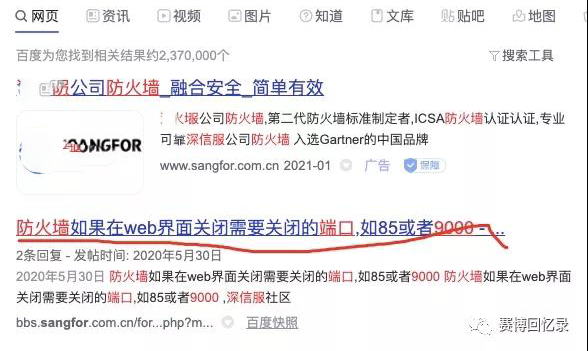 网页 资讯 视频 图片 知道 文库 贴吧 地图
百度为您找到相关结果约2,370,000个 搜索工具
公司防火墙_融合安全_简单有效
SANGFOR
公司防火墙,第二代防火墙标准制定者,ICSA防火墙认证认证,专业
可靠深信服公司防火墙 入选Gartner的中国品牌
www.sangfor.com.cn 2021-01 广告 保障
防火墙如果在web界面关闭需要关闭的端口,如85或者9000 - ...
2条回复 - 发帖时间: 2020年5月30日
2020年5月30日 防火墙如果在web界面关闭需要关闭的端口,如85或者9000 防火墙如果在web界面
关闭需要关闭的端口,如85或者9000 ,深信服社区
bbs.sangfor.com.cn/for...php?m... 百度快照
赛博回忆录